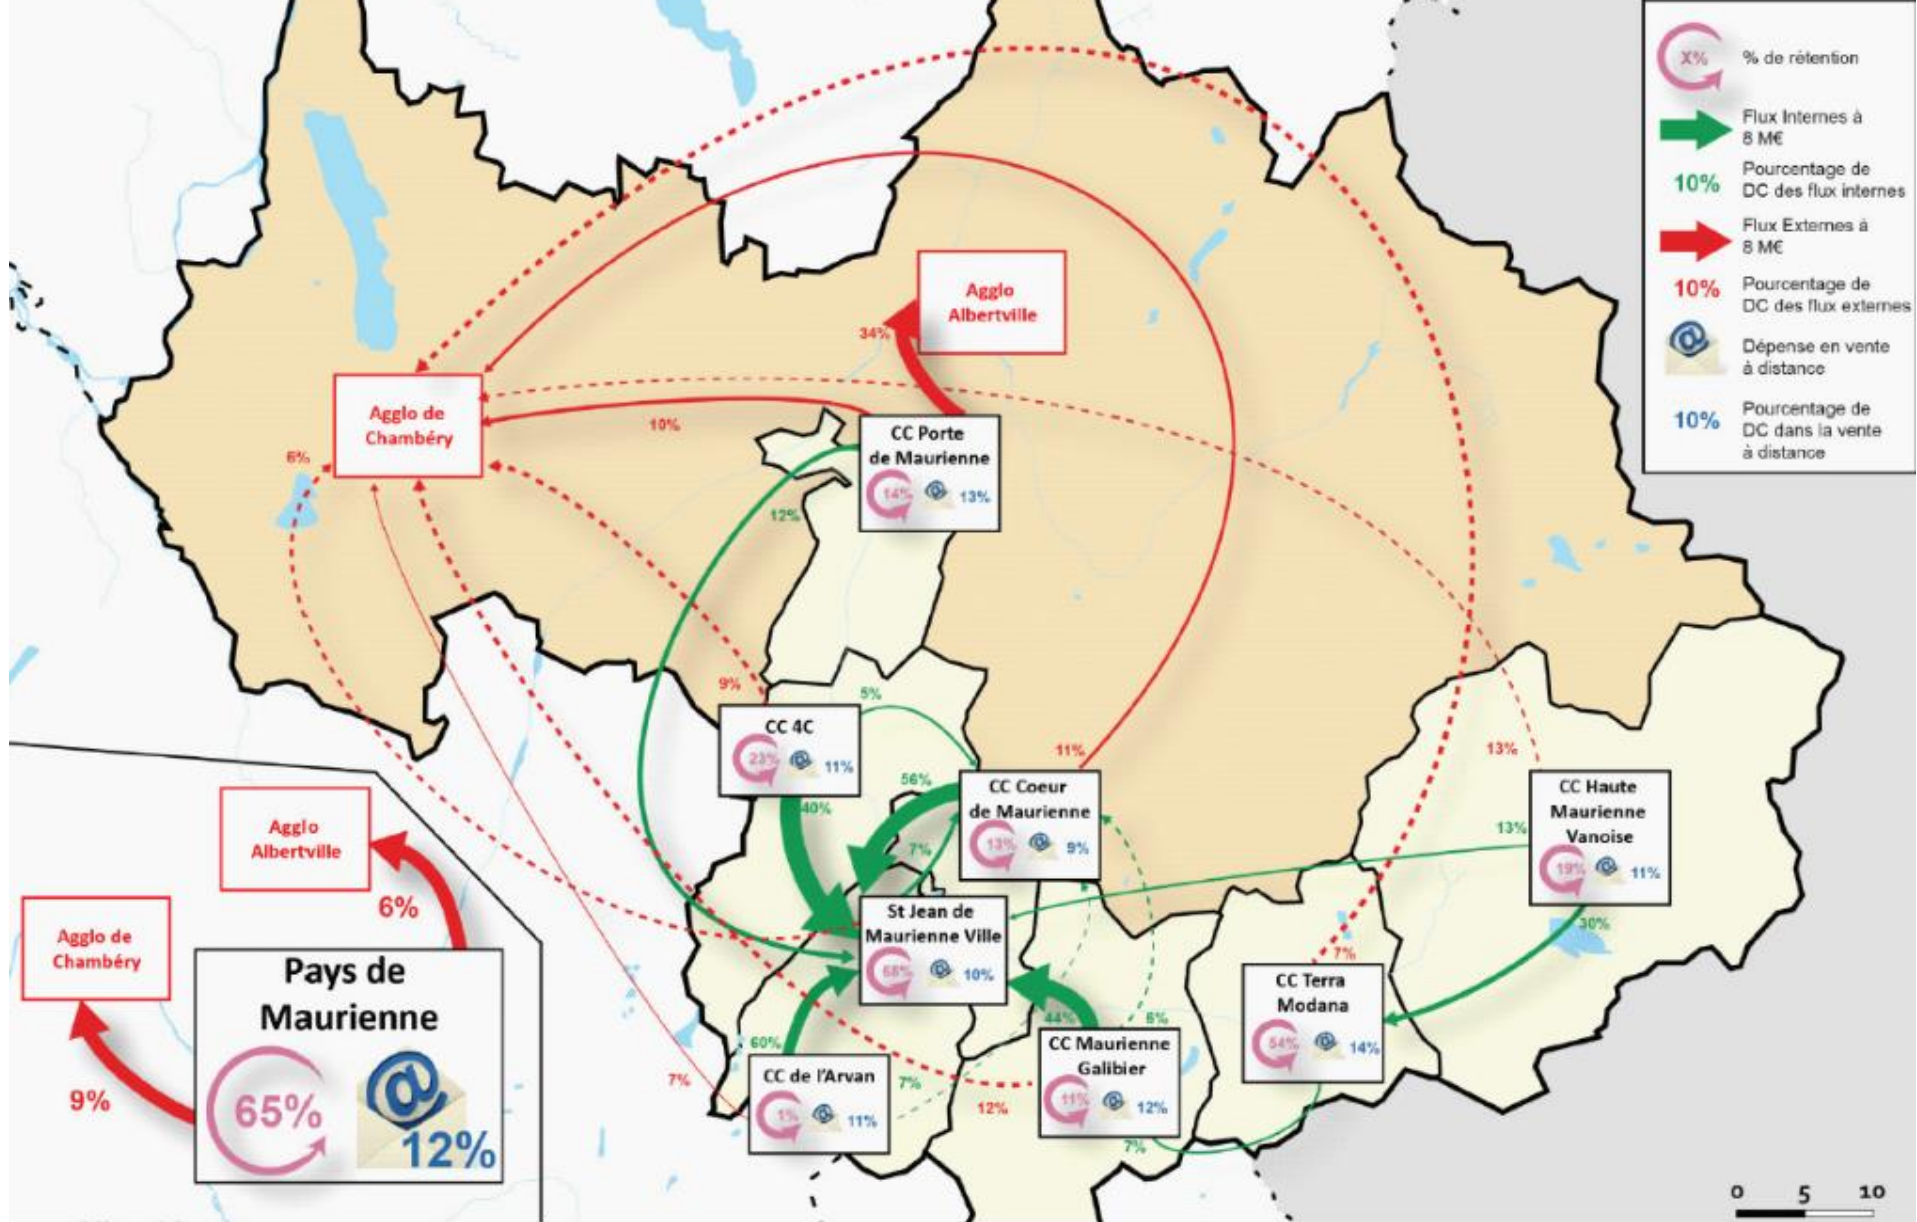 X%
% de rétention
Flux Internes à
8 M€
10%
Pourcentage de
DC des flux internes
Flux Externes à
8 M€
10%
Pourcentage de
DC des flux externes
@
Dépense en vente
à distance
10%
Pourcentage de
DC dans la vente
à distance
Agglo
Albertville
34%
Agglo de
Chambéry
6%
10%
CC Porte
de Maurienne
14%
@
13%
12%
9%
5%
CC 4C
23%
@
11%
40%
56%
11%
CC Coeur
de Maurienne
13%
@
9%
7%
13%
CC Haute
Maurienne
Vanoise
13%
19%
@
11%
30%
St Jean de
Maurienne Ville
68%
@
10%
7%
CC Terra
Modana
54%
@
14%
44%
6%
CC Maurienne
Galibier
11%
@
12%
7%
12%
60%
CC de l'Arvan
1%
@
11%
7%
7%
Agglo
Albertville
6%
Agglo de
Chambéry
9%
Pays de
Maurienne
65%
@
12%
0 5 10